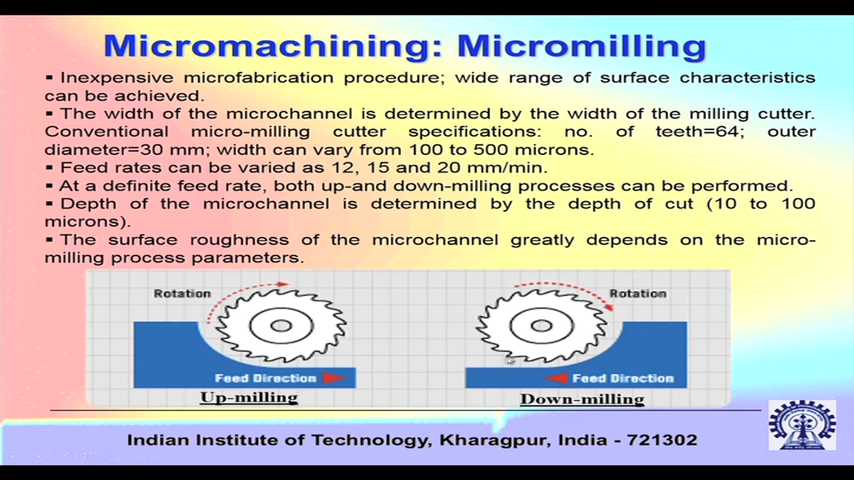 Micromachining: Micromilling
▪ Inexpensive microfabrication procedure; wide range of surface characteristics
can be achieved.
▪ The width of the microchannel is determined by the width of the milling cutter.
Conventional micro-milling cutter specifications: no. of teeth=64; outer
diameter=30 mm; width can vary from 100 to 500 microns.
▪ Feed rates can be varied as 12, 15 and 20 mm/min.
▪ At a definite feed rate, both up-and down-milling processes can be performed.
▪ Depth of the microchannel is determined by the depth of cut (10 to 100
microns).
▪ The surface roughness of the microchannel greatly depends on the micro-
milling process parameters.
Rotation
Feed Direction
Up-milling
Rotation
Feed Direction
Down-milling
Indian Institute of Technology, Kharagpur, India - 721302